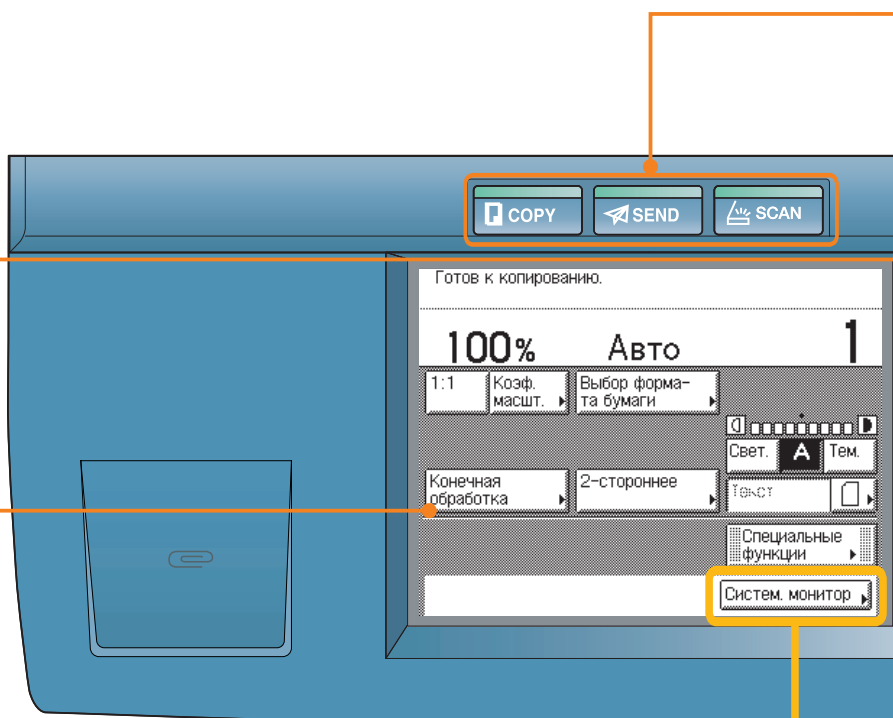 COPY SEND SCAN
Готов к копированию.
100% Авто 1
1:1 Коэф. масшт. Выбор форма-
та бумаги
Свет. A Тем.
Конечная
обработка
2-стороннее
Текст
Специальные
функции
Систем. монитор